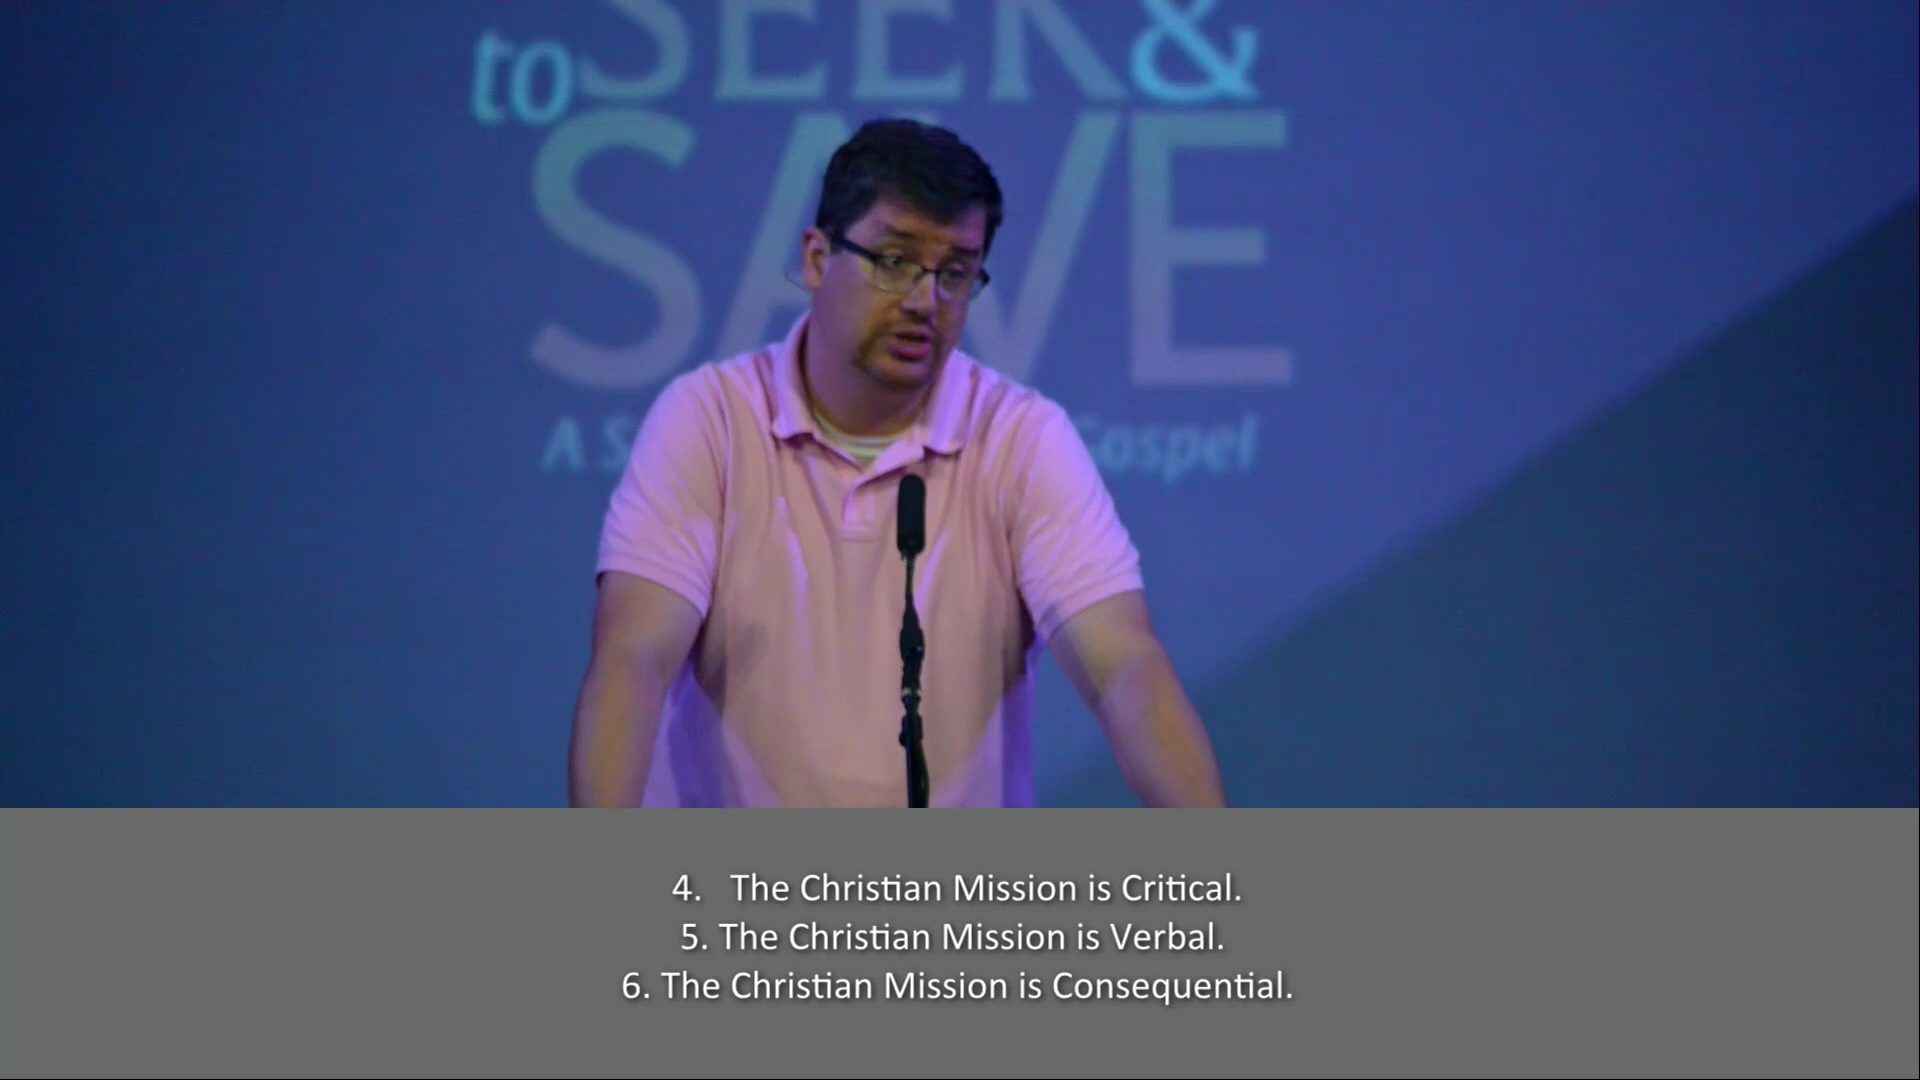 to SEEK &
SAVE
A Gospel
4. The Christian Mission is Critical.
5. The Christian Mission is Verbal.
6. The Christian Mission is Consequential.